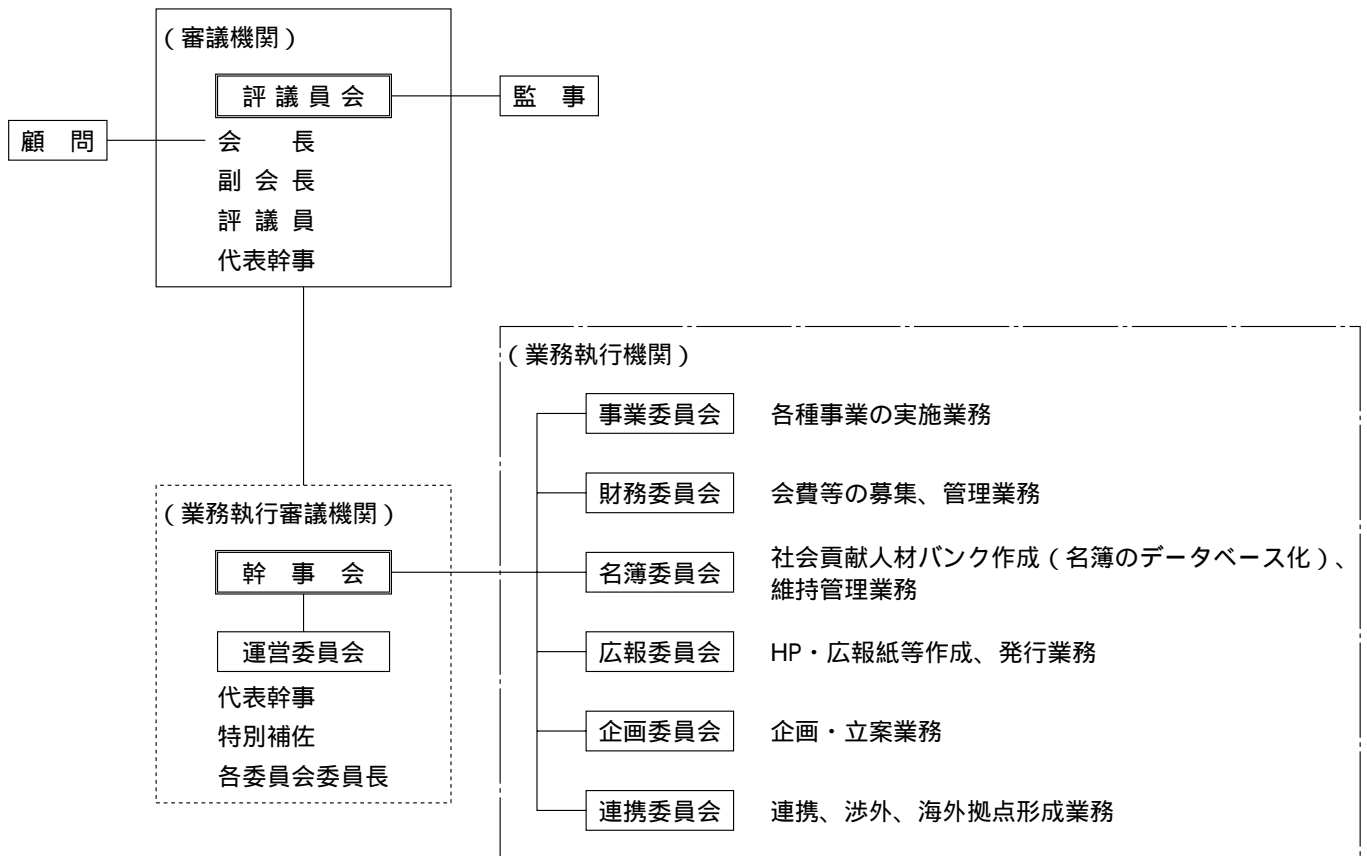 （審議機関）
評議員会
監　事
顧　問
会　　長
副 会 長
評 議 員
代表幹事
（業務執行機関）
事業委員会　各種事業の実施業務
財務委員会　会費等の募集、管理業務
（業務執行審議機関）
幹　事　会
名簿委員会　社会貢献人材バンク作成（名簿のデータベース化）、
維持管理業務
運営委員会
広報委員会　HP・広報紙等作成、発行業務
代表幹事
特別補佐
各委員会委員長
企画委員会　企画・立案業務
連携委員会　連携、渉外、海外拠点形成業務